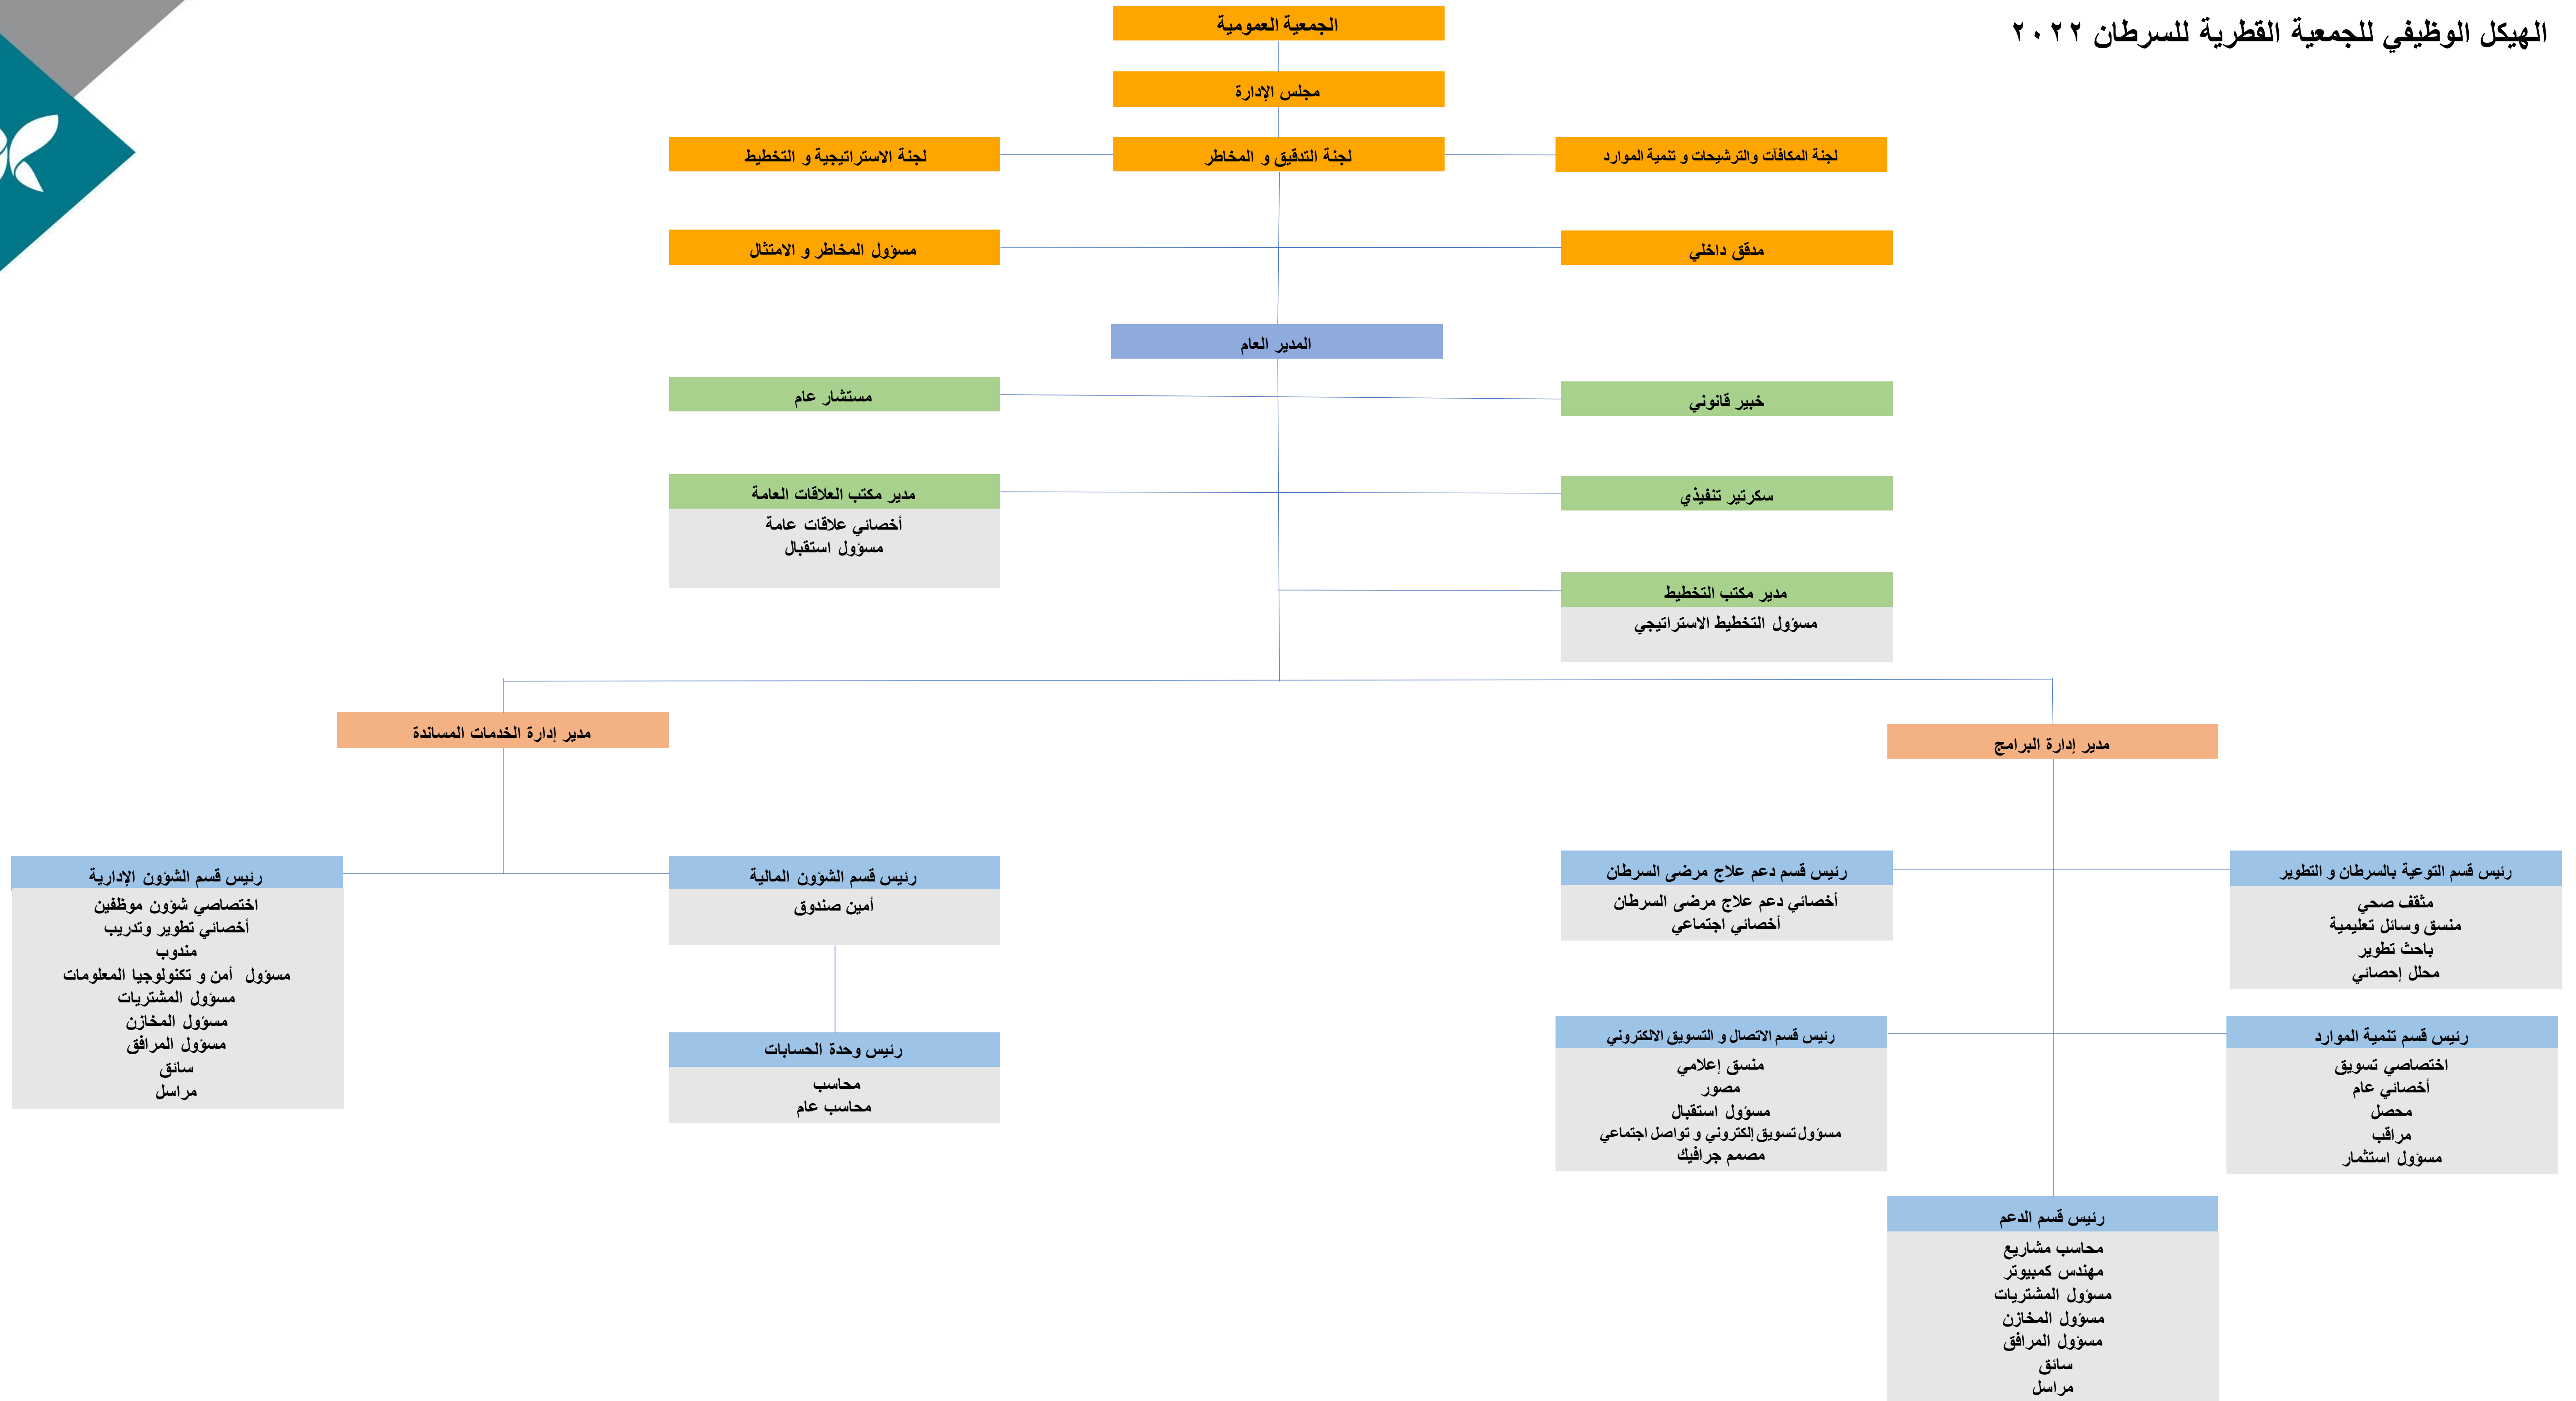 الهيكل الوظيفي للجمعية القطرية للسرطان ٢٠٢٢
الجمعية العمومية
مجلس الإدارة
لجنة المكافآت والترشيحات و تنمية الموارد
لجنة التدقيق و المخاطر
لجنة الاستراتيجية و التخطيط
مدقق داخلي
مسؤول المخاطر و الامتثال
المدير العام
خبير قانوني
مستشار عام
سكرتير تنفيذي
مدير مكتب العلاقات العامة
أخصائي علاقات عامة
مسؤول استقبال
مدير مكتب التخطيط
مسؤول التخطيط الاستراتيجي
مدير إدارة البرامج
رئيس قسم التوعية بالسرطان و التطوير
مثقف صحي
منسق وسائل تعليمية
باحث تطوير
محلل إحصائي
رئيس قسم دعم علاج مرضى السرطان
أخصائي دعم علاج مرضى السرطان
أخصائي اجتماعي
رئيس قسم تنمية الموارد
اختصاصي تسويق
أخصائي عام
محصل
مراقب
مسؤول استثمار
رئيس قسم الاتصال و التسويق الالكتروني
منسق إعلامي
مصور
مسؤول استقبال
مسؤول تسويق إلكتروني و تواصل اجتماعي
مصمم جرافيك
رئيس قسم الدعم
محاسب مشاريع
مهندس كمبيوتر
مسؤول المشتريات
مسؤول المخازن
مسؤول المرافق
سائق
مراسل
مدير إدارة الخدمات المساندة
رئيس قسم الشؤون المالية
أمين صندوق
رئيس وحدة الحسابات
محاسب
محاسب عام
رئيس قسم الشؤون الإدارية
اختصاصي شؤون موظفين
أخصائي تطوير وتدريب
مندوب
مسؤول أمن و تكنولوجيا المعلومات
مسؤول المشتريات
مسؤول المخازن
مسؤول المرافق
سائق
مراسل